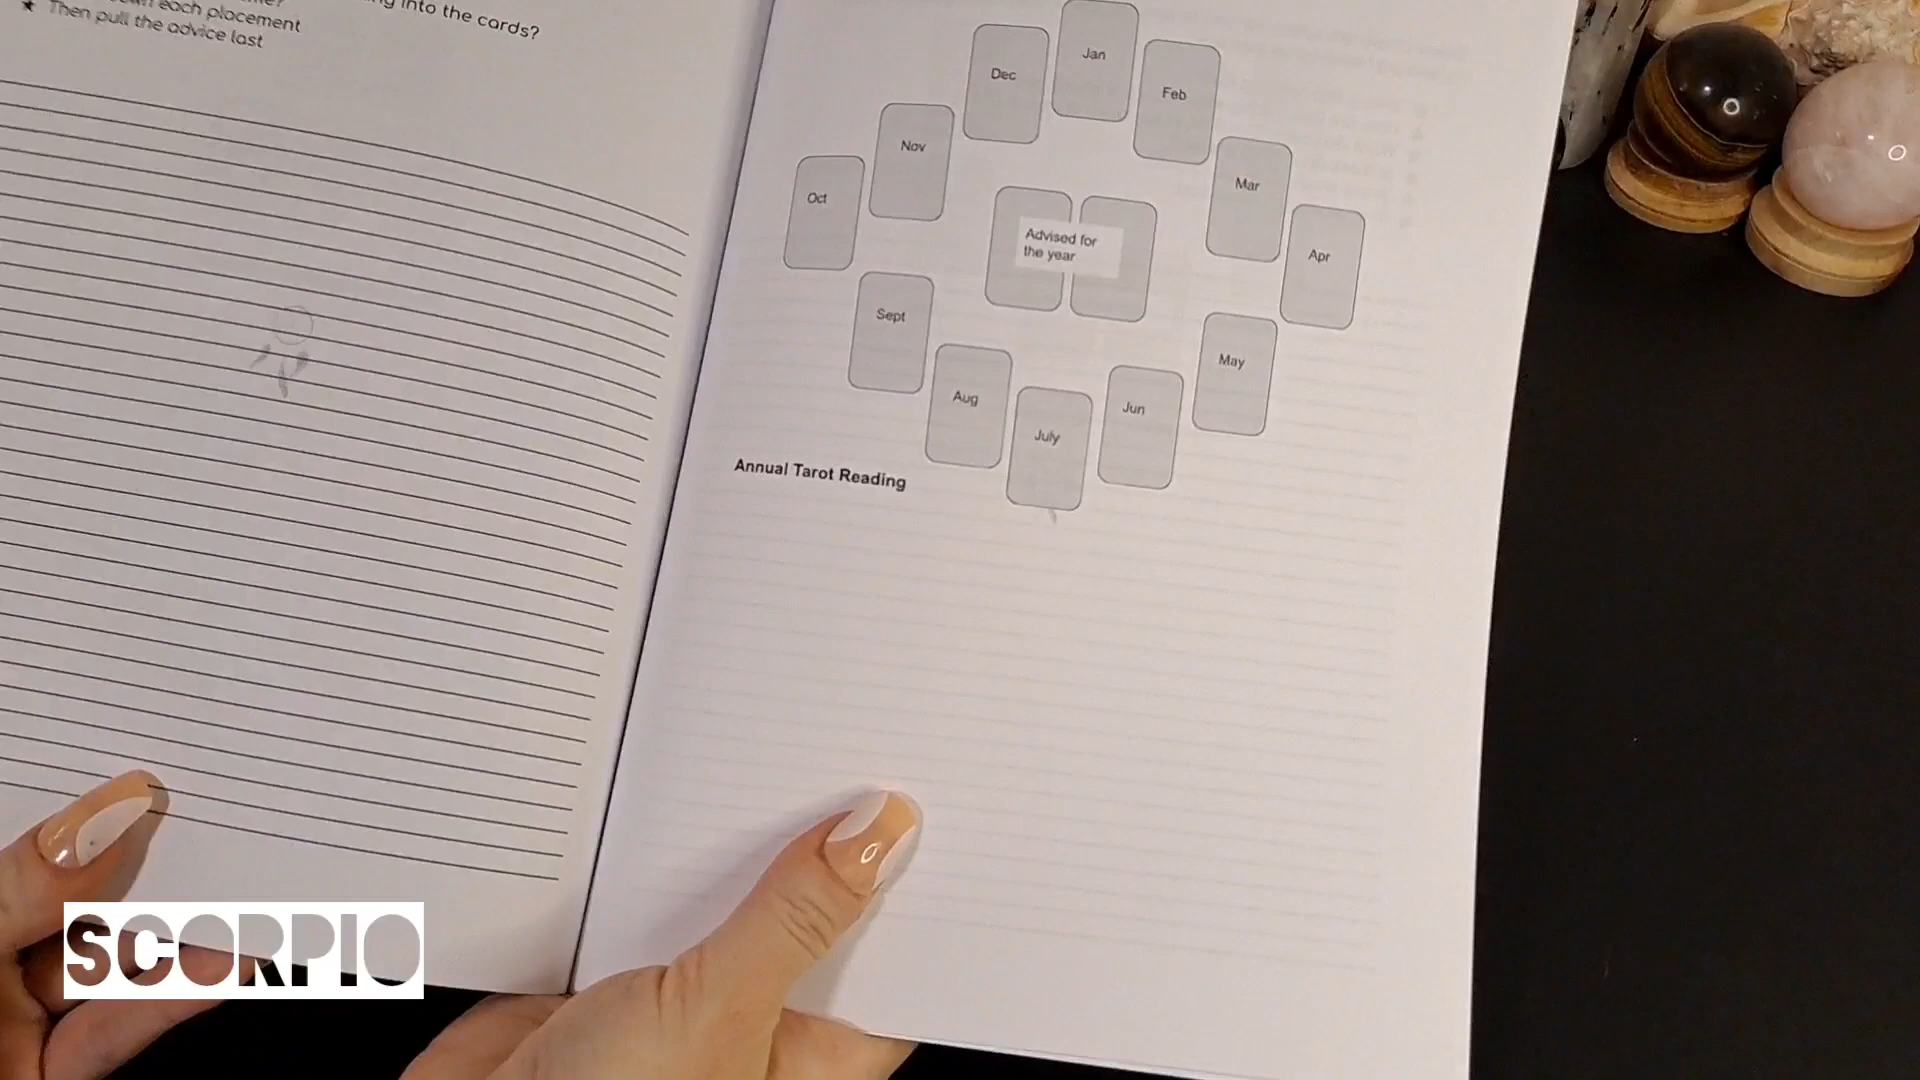 each placement
★ Then pull the advice last
into the cards?
Jan
Dec
Feb
Nov
Mar
Oct
Apr
Advised for
the year
Sept
May
Aug
Jun
July
Annual Tarot Reading
SCORPIO